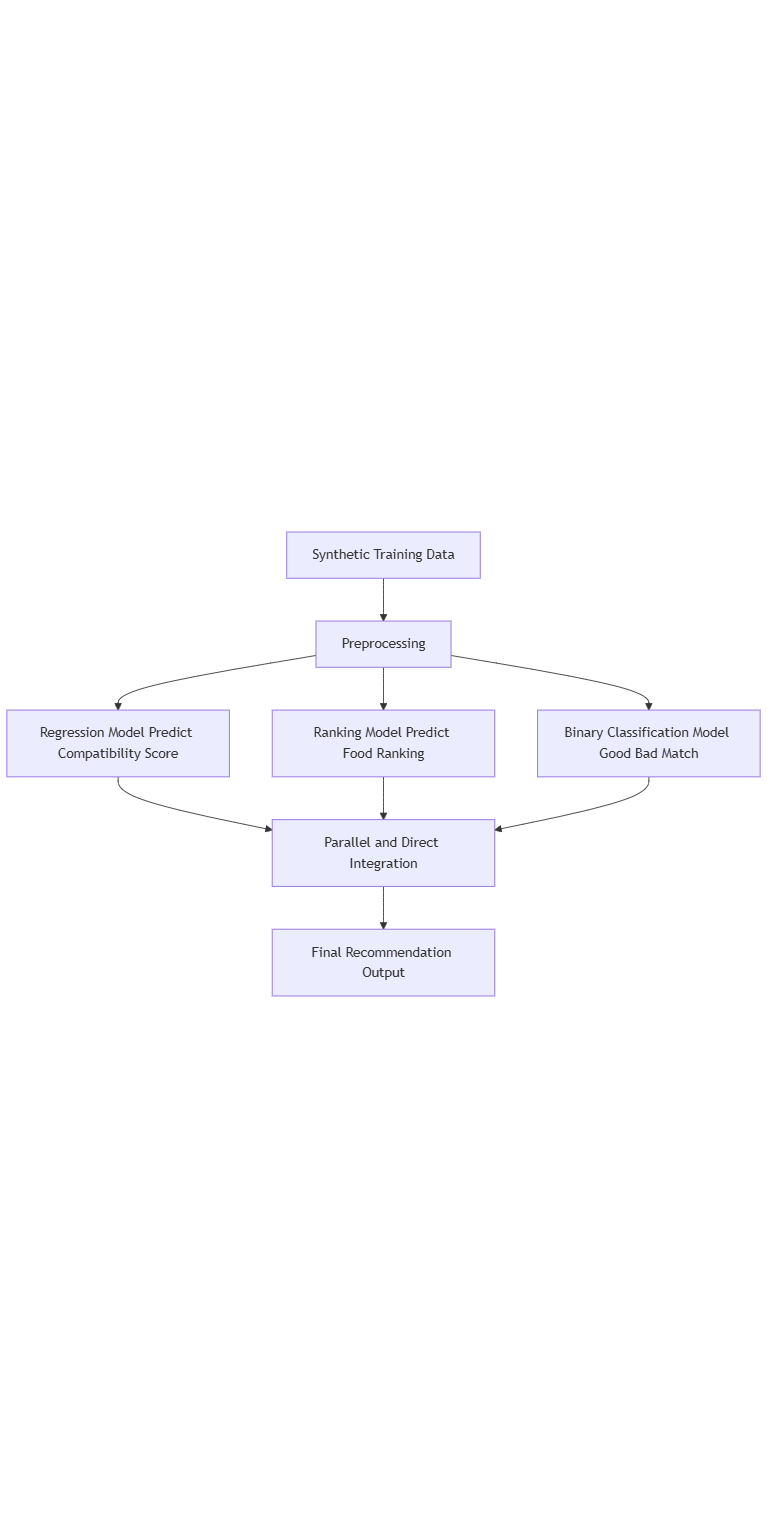 Synthetic Training Data
Preprocessing
Regression Model Predict
Compatibility Score
Ranking Model Predict
Food Ranking
Binary Classification Model
Good Bad Match
Parallel and Direct
Integration
Final Recommendation
Output